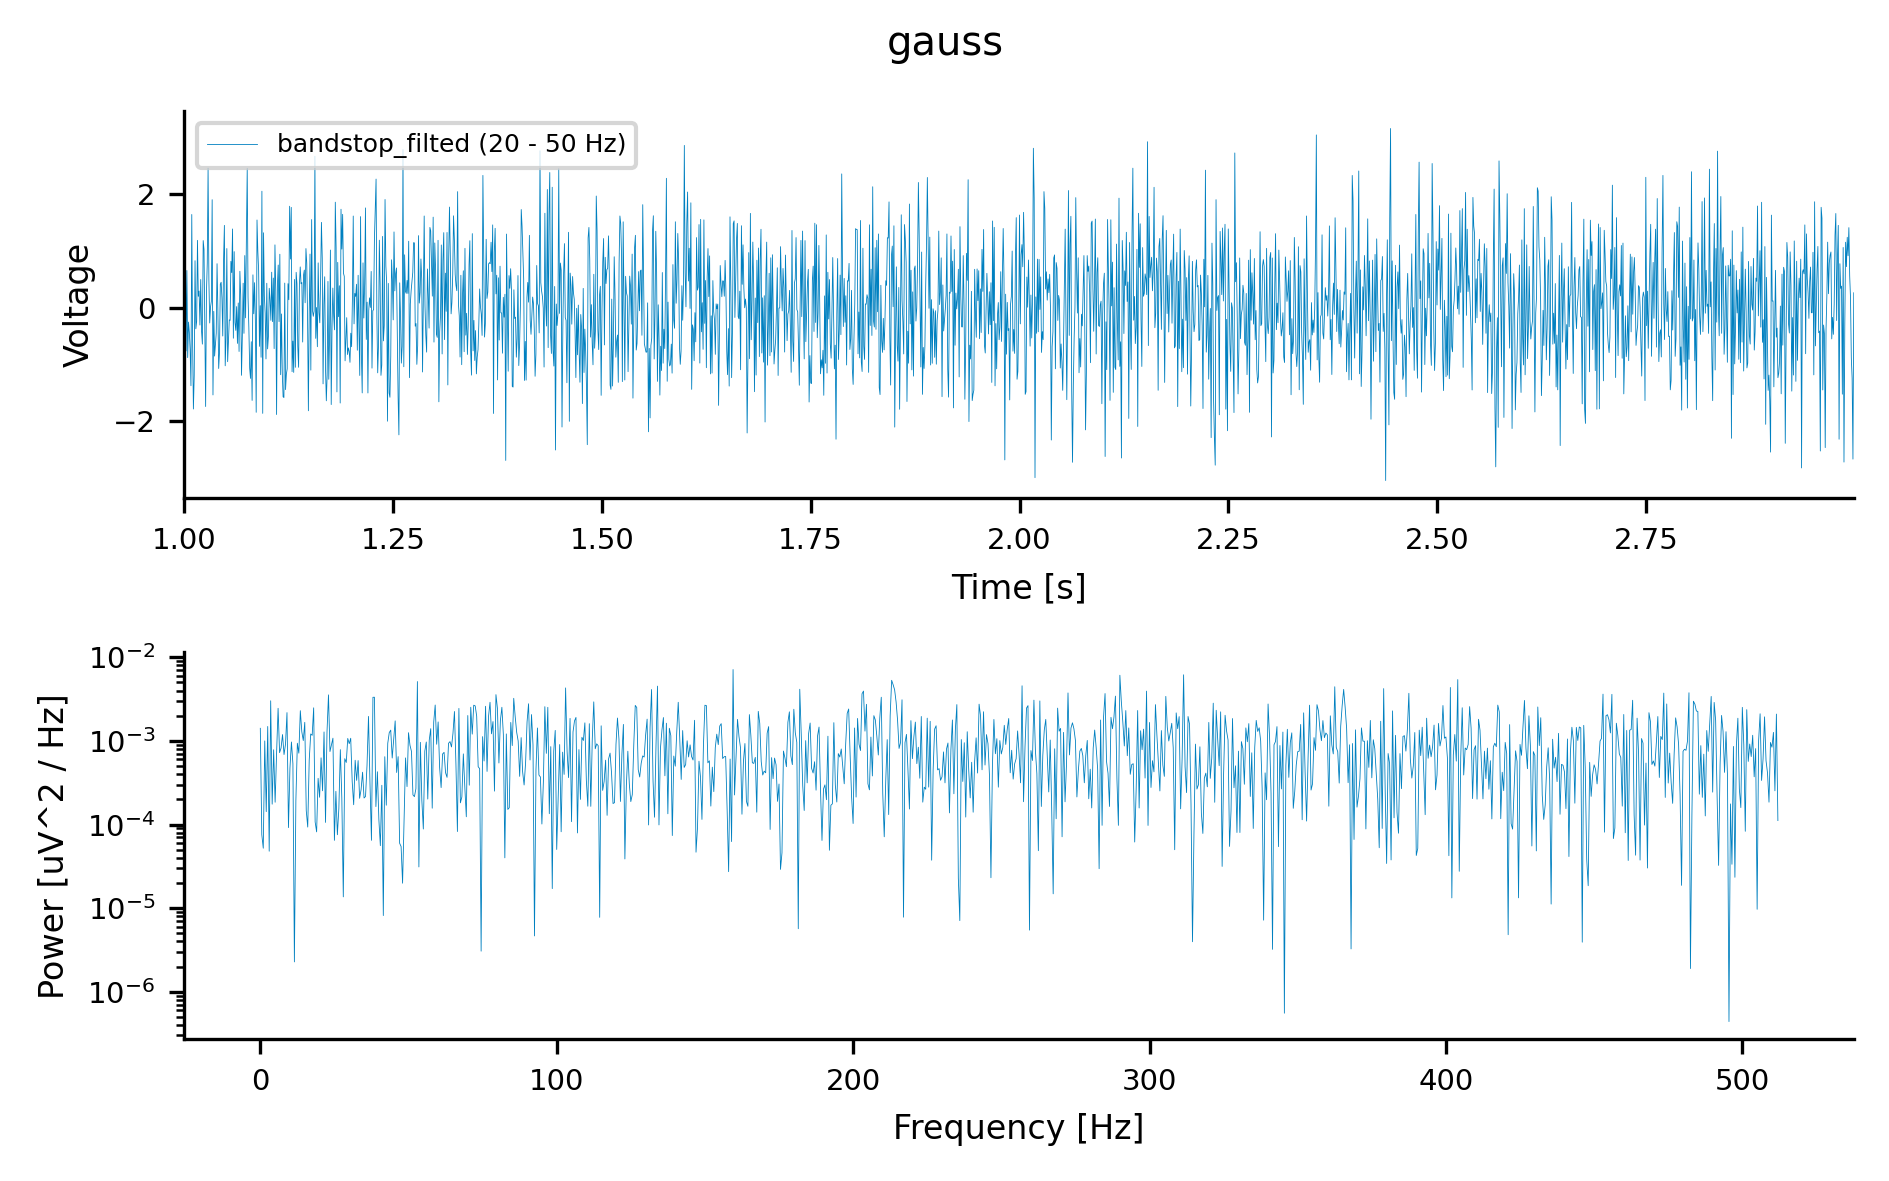 gauss
bandstop_filted (20 - 50 Hz)
Voltage
2
0
−2
1.00 1.25 1.50 1.75 2.00 2.25 2.50 2.75
Time [s]
Power [uV^2 / Hz]
10⁻²
10⁻³
10⁻⁴
10⁻⁵
10⁻⁶
0 100 200 300 400 500
Frequency [Hz]